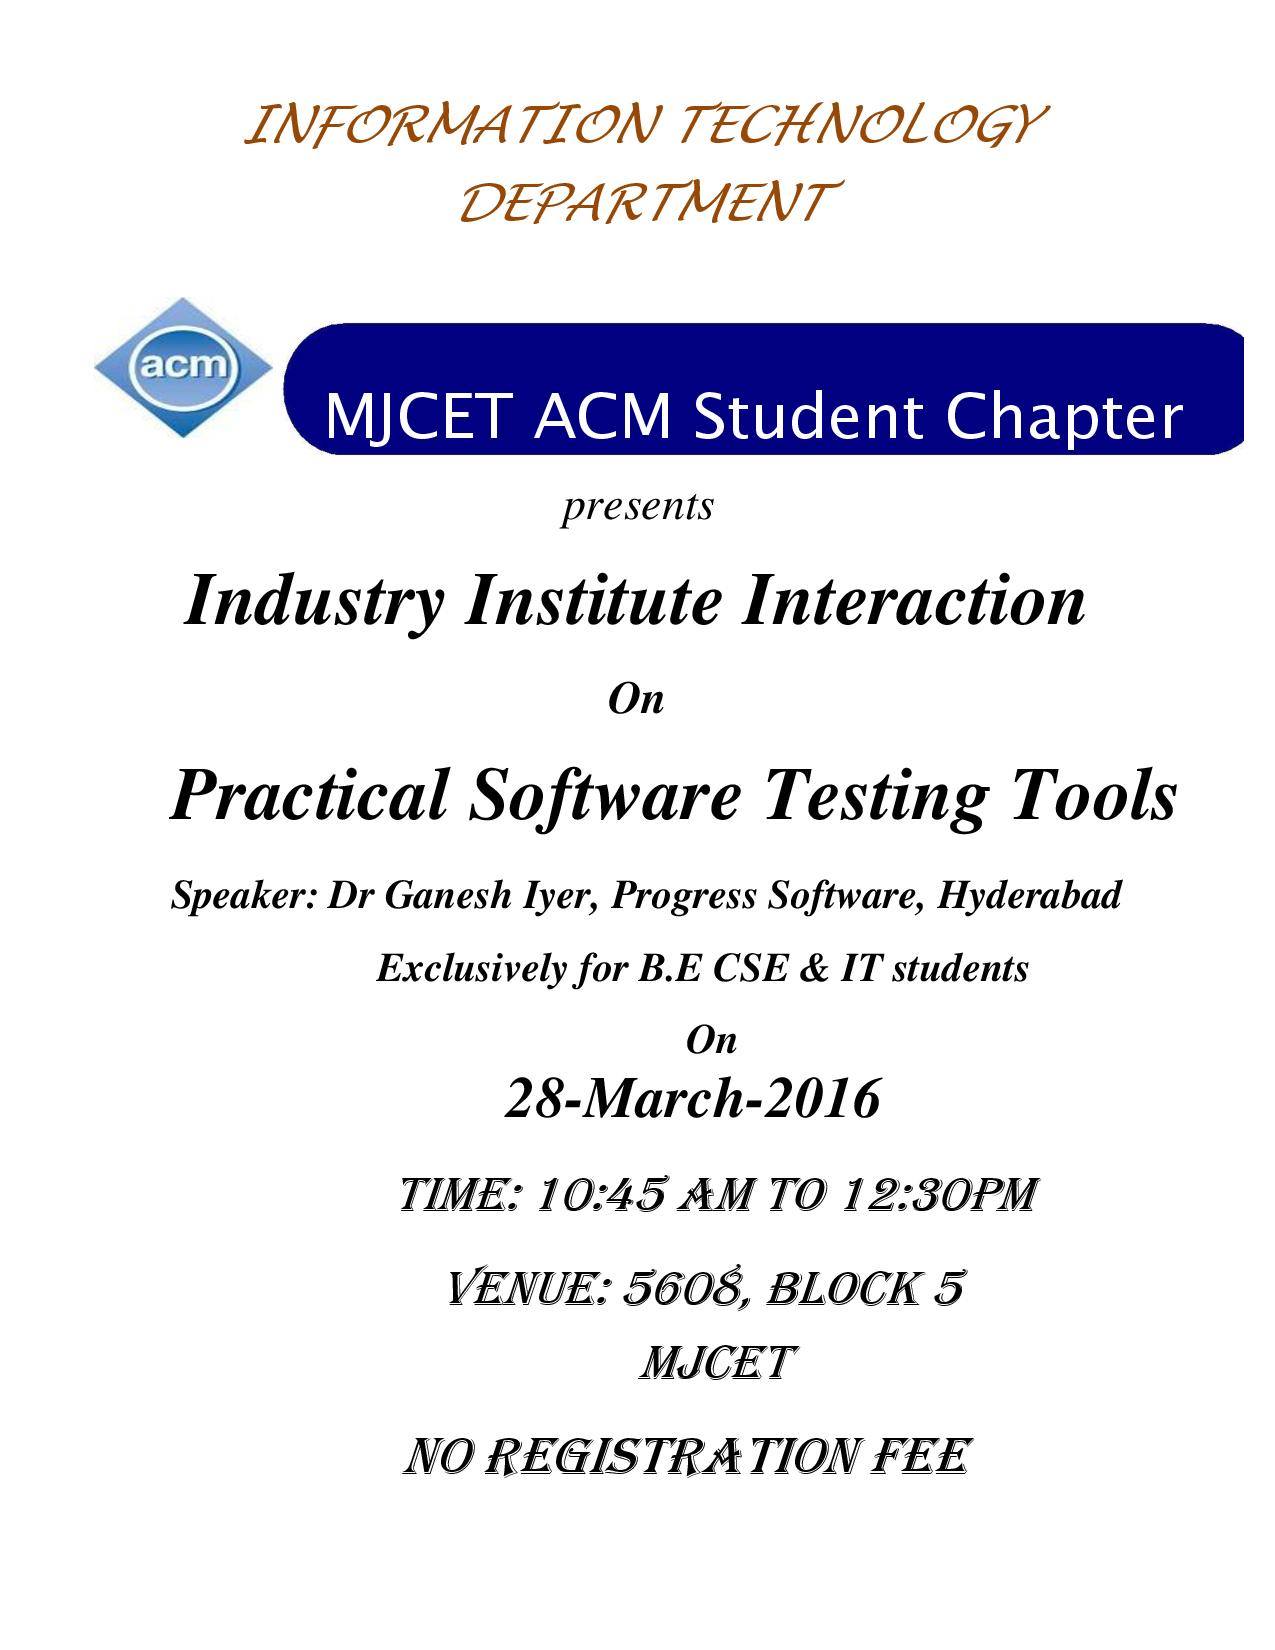 INFORMATION TECHNOLOGY
DEPARTMENT
acm
MJCET ACM Student Chapter
presents
Industry Institute Interaction
On
Practical Software Testing Tools
Speaker: Dr Ganesh Iyer, Progress Software, Hyderabad
Exclusively for B.E CSE & IT students
On
28-March-2016
TIME: 10:45 AM TO 12:30PM
VENUE: 5608, BLOCK 5
MJCET
NO REGISTRATION FEE